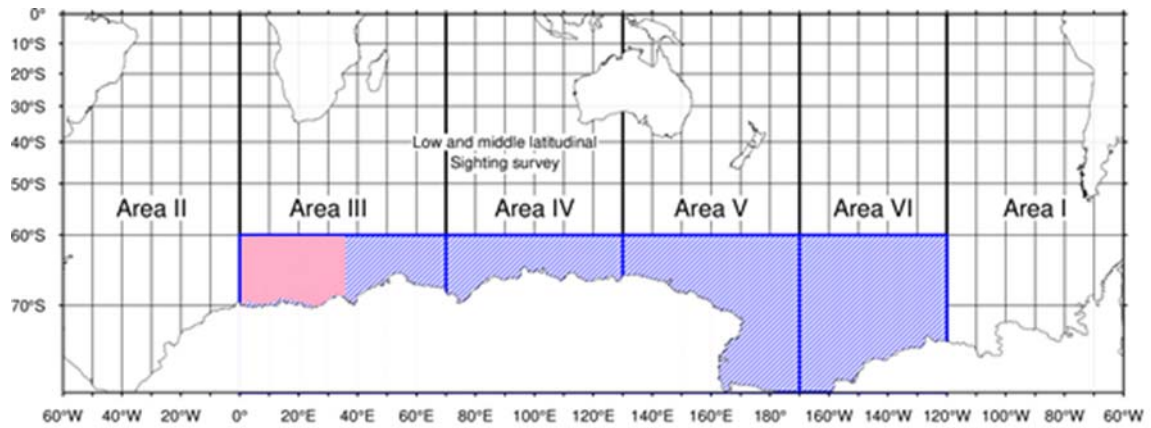 0°
10°S
20°S
30°S
40°S
Low and middle latitudinal
Sighting survey
50°S
Area II Area III Area IV Area V Area VI Area I
60°S
70°S
60°W 40°W 20°W 0° 20°E 40°E 60°E 80°E 100°E 120°E 140°E 160°E 180° 160°W 140°W 120°W 100°W 80°W 60°W